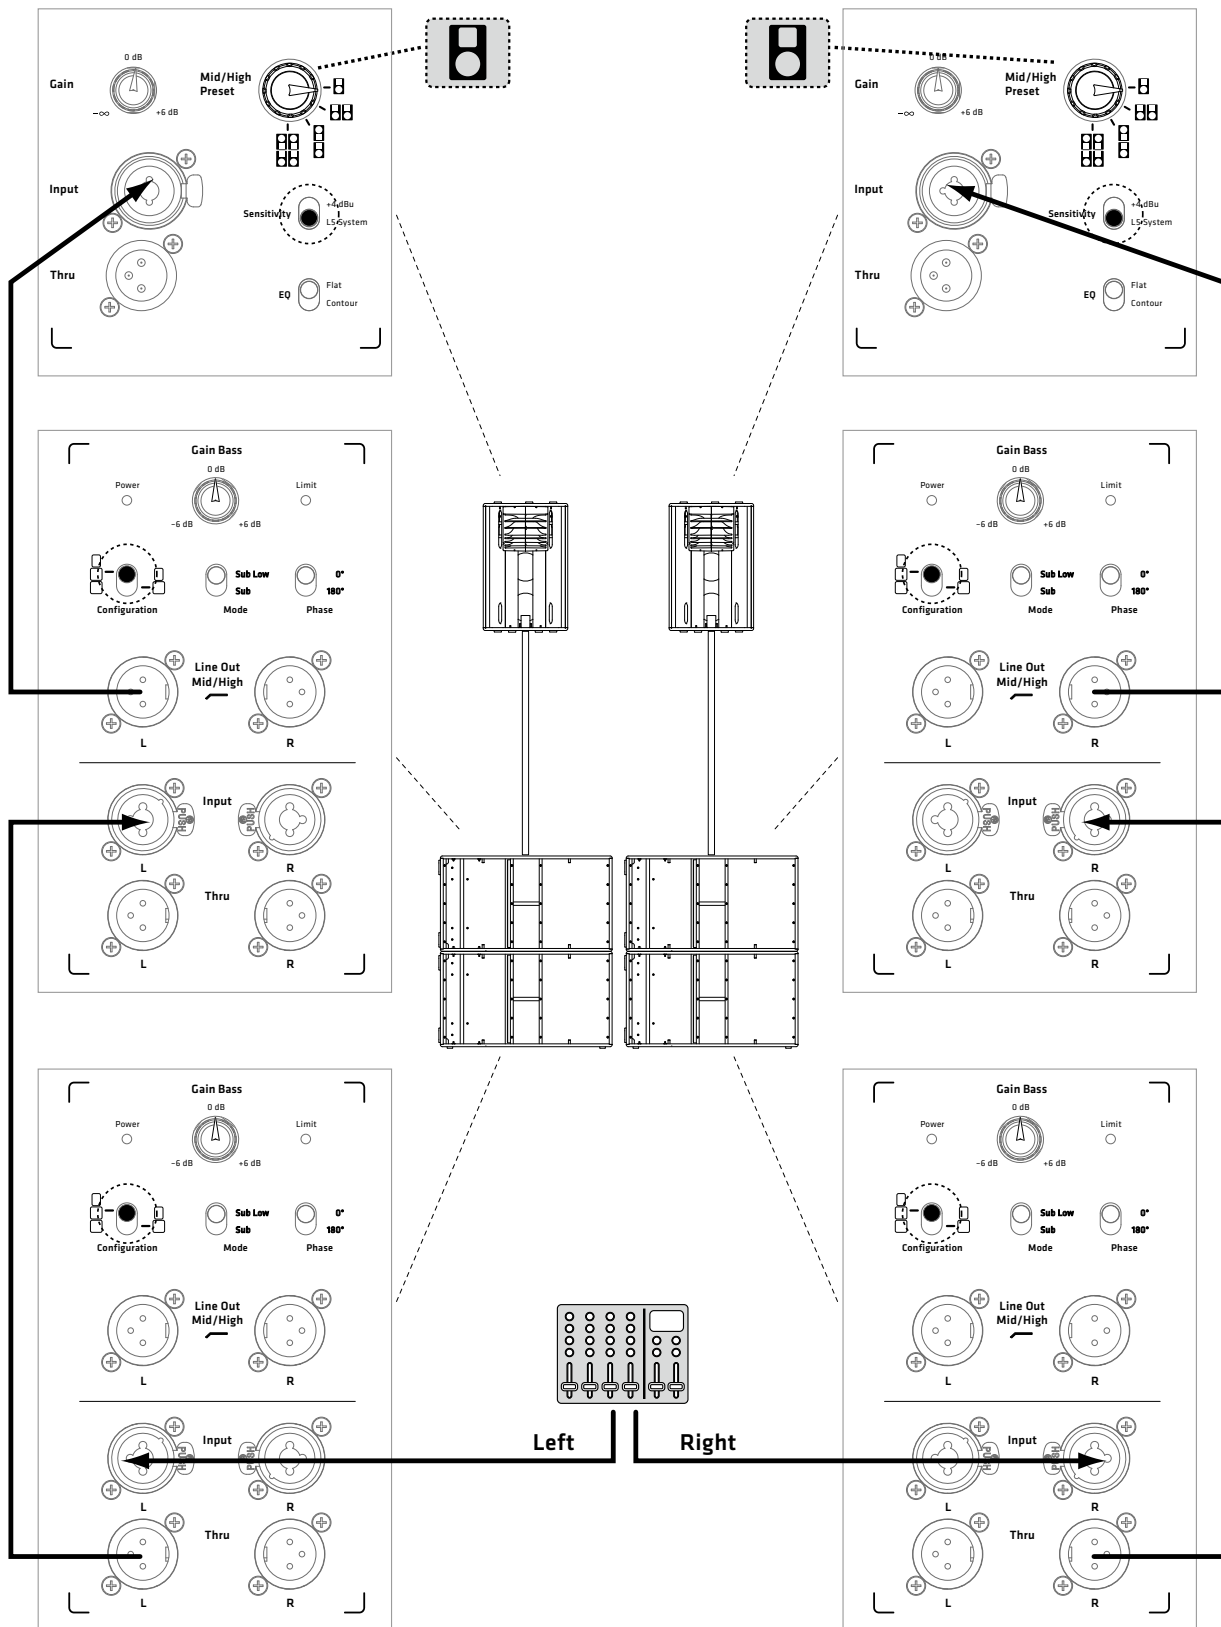 0 dB
Gain
−∞
+6 dB
Mid/High
Preset
Input
Sensitivity
+4 dBu
L5 System
Thru
EQ
Flat
Contour
0 dB
Gain
−∞
+6 dB
Mid/High
Preset
Input
Sensitivity
+4 dBu
L5 System
Thru
EQ
Flat
Contour
Gain Bass
0 dB
Power
Limit
−6 dB
+6 dB
Sub Low
Sub
0°
180°
Configuration
Mode
Phase
Line Out
Mid/High
L
R
Input
PUSH
PUSH
L
R
Thru
L
R
Gain Bass
0 dB
Power
Limit
−6 dB
+6 dB
Sub Low
Sub
0°
180°
Configuration
Mode
Phase
Line Out
Mid/High
L
R
Input
PUSH
PUSH
L
R
Thru
L
R
Gain Bass
0 dB
Power
Limit
−6 dB
+6 dB
Sub Low
Sub
0°
180°
Configuration
Mode
Phase
Line Out
Mid/High
L
R
Input
PUSH
PUSH
L
R
Thru
L
R
Left
Right
Gain Bass
0 dB
Power
Limit
−6 dB
+6 dB
Sub Low
Sub
0°
180°
Configuration
Mode
Phase
Line Out
Mid/High
L
R
Input
PUSH
PUSH
L
R
Thru
L
R